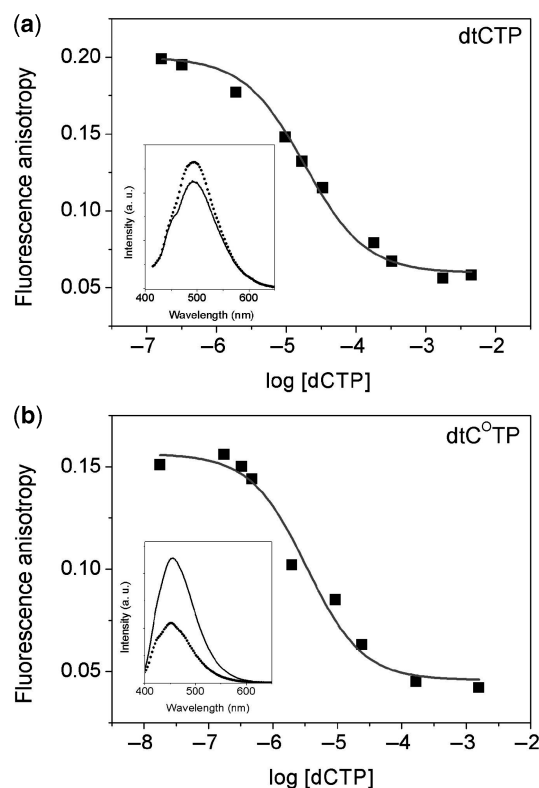 (a)
dtCTP
Fluorescence anisotropy
0.20
0.15
0.10
0.05
Intensity (a. u.)
400 500 600
Wavelength (nm)
–7 –6 –5 –4 –3 –2
log [dCTP]
(b)
dtCᴼTP
Fluorescence anisotropy
0.15
0.10
0.05
Intensity (a. u.)
400 500 600
Wavelength (nm)
–8 –7 –6 –5 –4 –3 –2
log [dCTP]